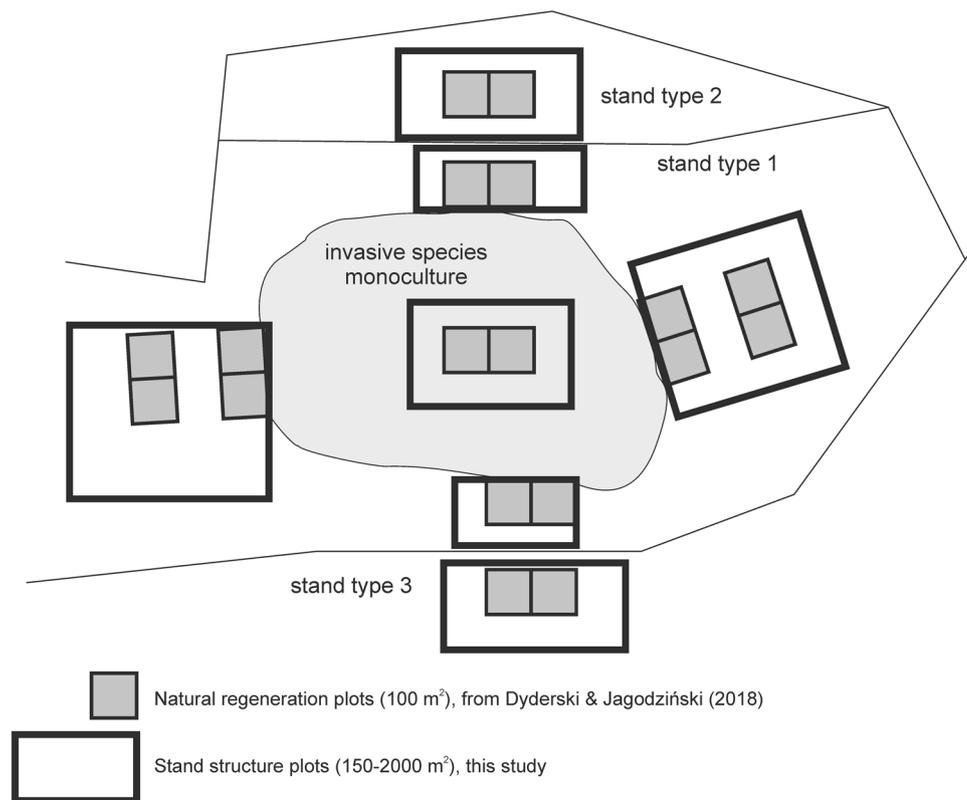 stand type 2
stand type 1
invasive species
monoculture
stand type 3
Natural regeneration plots (100 m²), from Dyderski & Jagodziński (2018)
Stand structure plots (150-2000 m²), this study